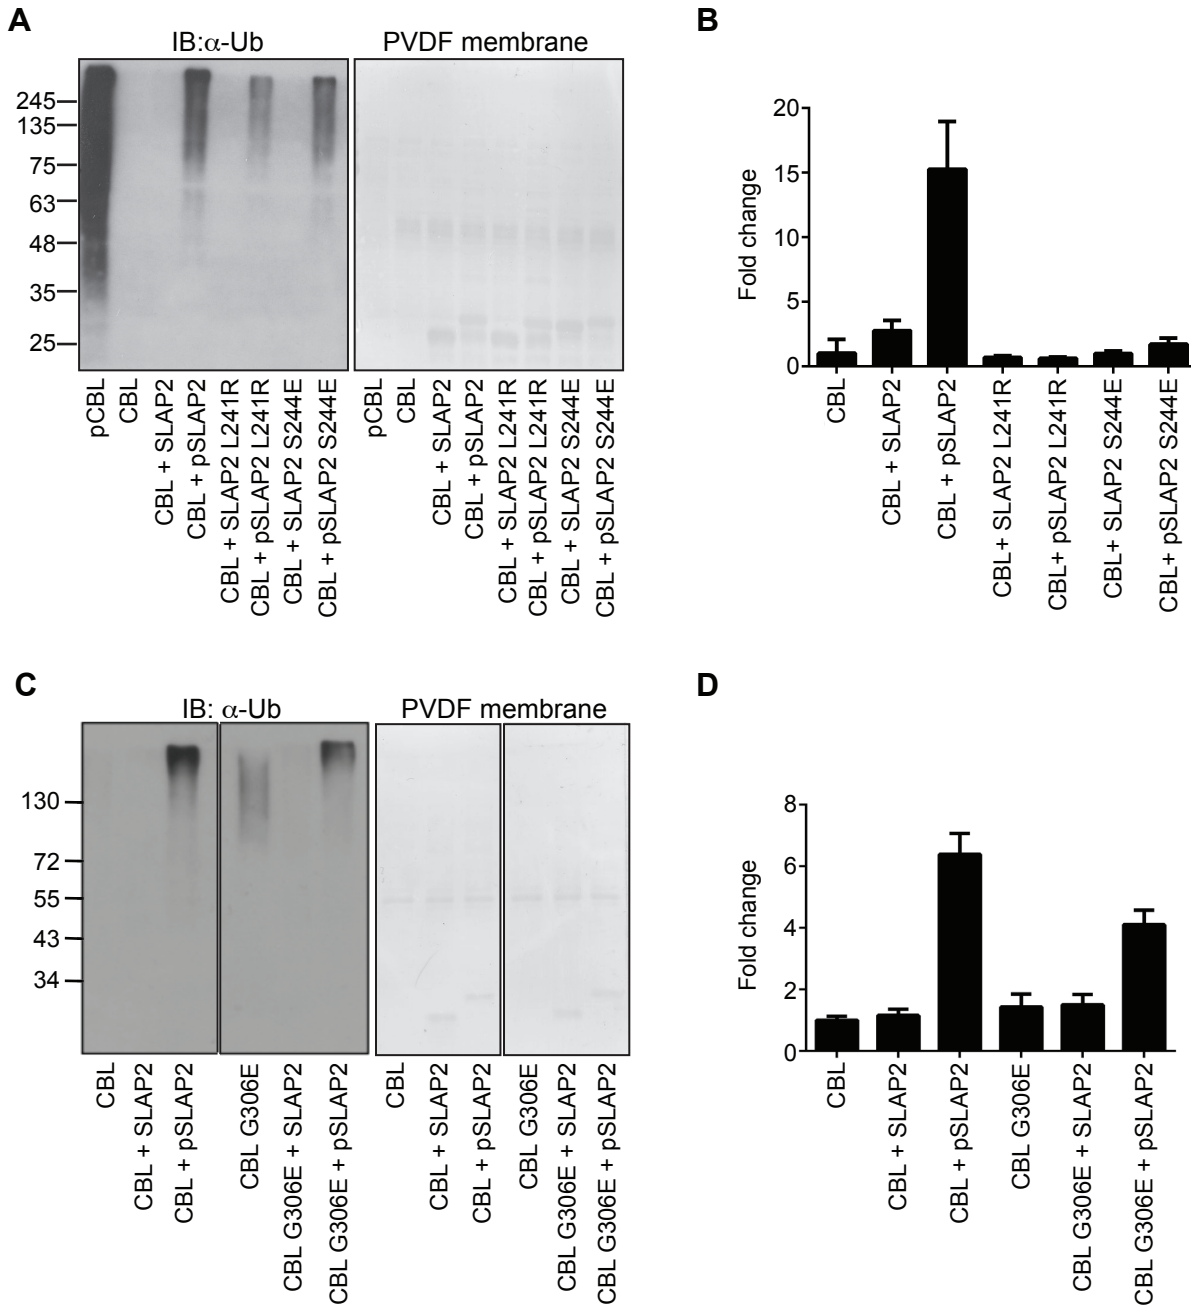 A
IB:α-Ub
PVDF membrane
245
135
75
63
48
35
25
pCBL
CBL
CBL + SLAP2
CBL + pSLAP2
CBL + SLAP2 L241R
CBL + pSLAP2 L241R
CBL + SLAP2 S244E
CBL + pSLAP2 S244E
pCBL
CBL
CBL + SLAP2
CBL + pSLAP2
CBL + SLAP2 L241R
CBL + pSLAP2 L241R
CBL + SLAP2 S244E
CBL + pSLAP2 S244E
B
Fold change
20
15
10
5
0
CBL
CBL + SLAP2
CBL + pSLAP2
CBL+ SLAP2 L241R
CBL+ pSLAP2 L241R
CBL+ SLAP2 S244E
CBL+ pSLAP2 S244E
C
IB: α-Ub
PVDF membrane
130
72
55
43
34
CBL
CBL + SLAP2
CBL + pSLAP2
CBL G306E
CBL G306E + SLAP2
CBL G306E + pSLAP2
CBL
CBL + SLAP2
CBL + pSLAP2
CBL G306E
CBL G306E + SLAP2
CBL G306E + pSLAP2
D
Fold change
8
6
4
2
0
CBL
CBL + SLAP2
CBL + pSLAP2
CBL G306E
CBL G306E + SLAP2
CBL G306E + pSLAP2